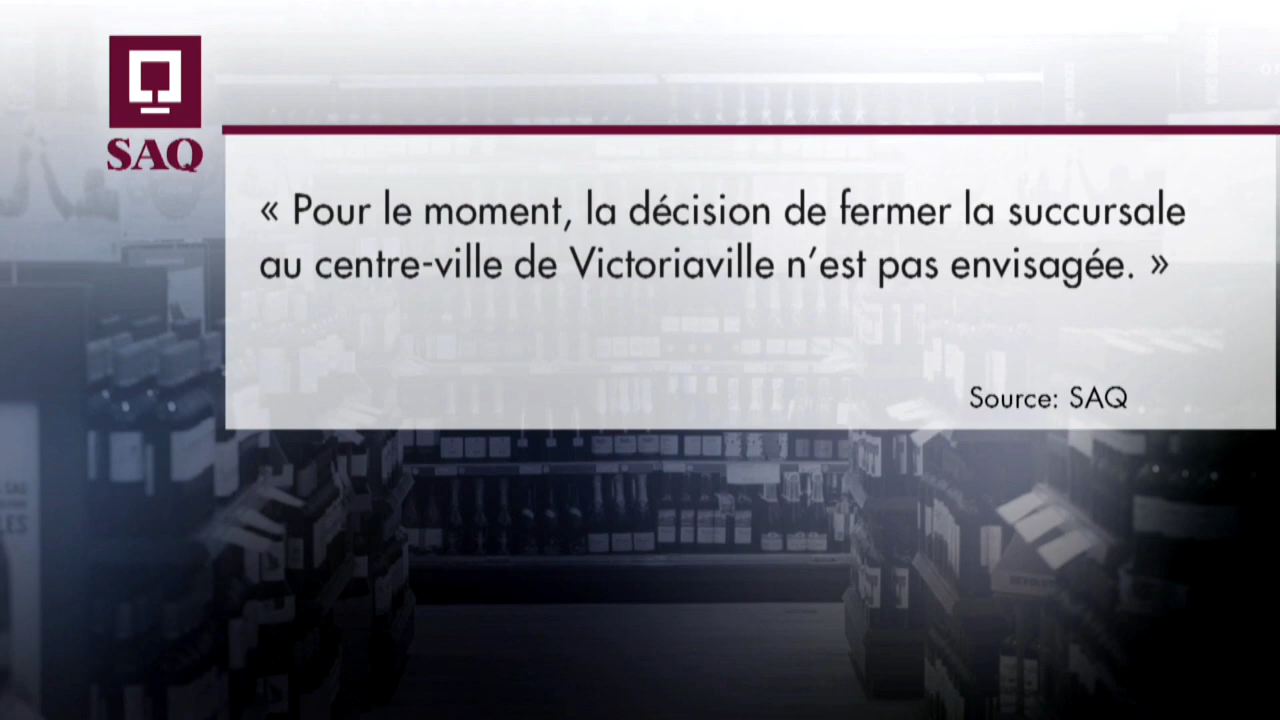 SAQ
« Pour le moment, la décision de fermer la succursale
au centre-ville de Victoriaville n’est pas envisagée. »
Source: SAQ